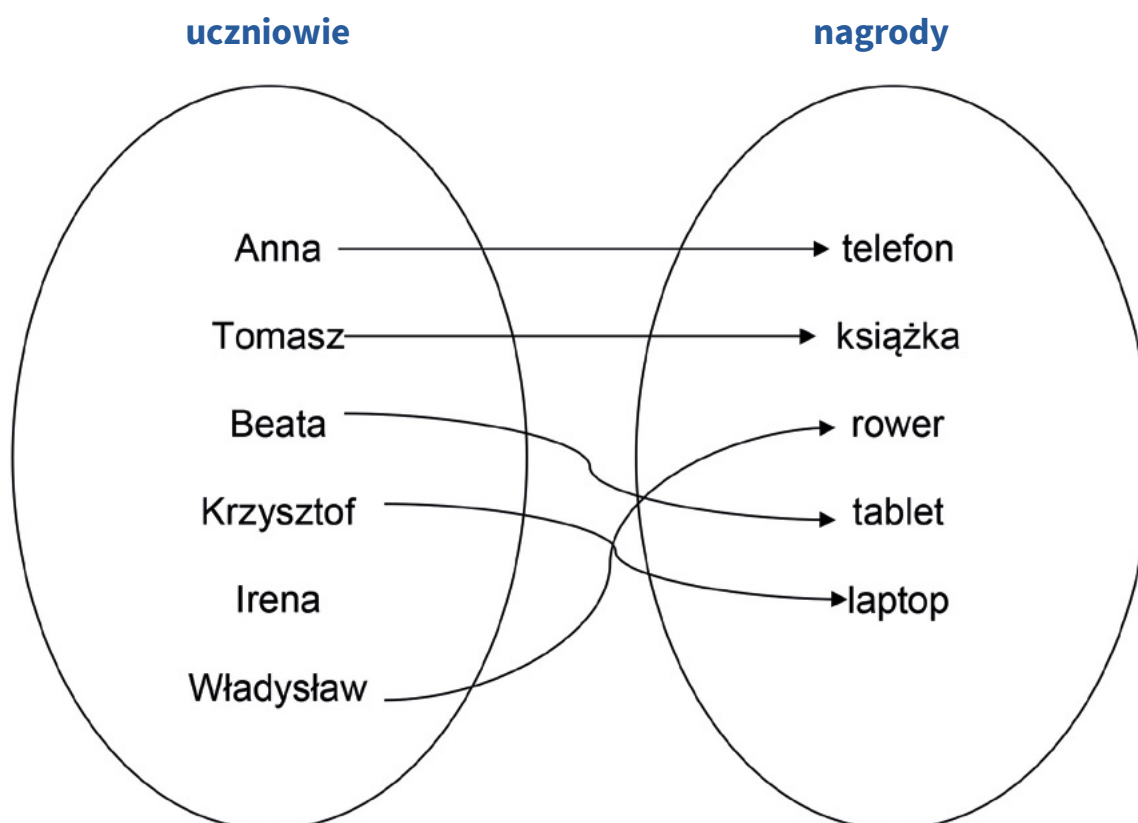 uczniowie
nagrody
Anna
telefon
Tomasz
książka
Beata
rower
Krzysztof
tablet
Irena
laptop
Władysław